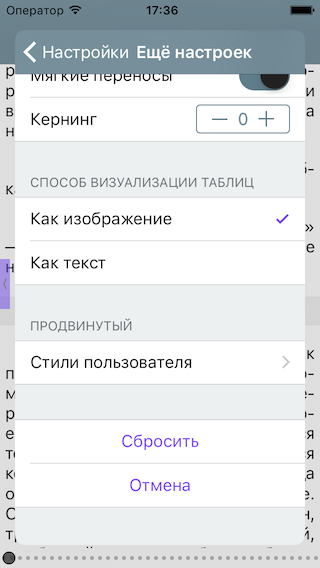 Оператор 17:36
Настройки Ещё настроек
Мягкие переносы
Кернинг — 0 +
СПОСОБ ВИЗУАЛИЗАЦИИ ТАБЛИЦ
Как изображение
Как текст
ПРОДВИНУТЫЙ
Стили пользователя
Сбросить
Отмена